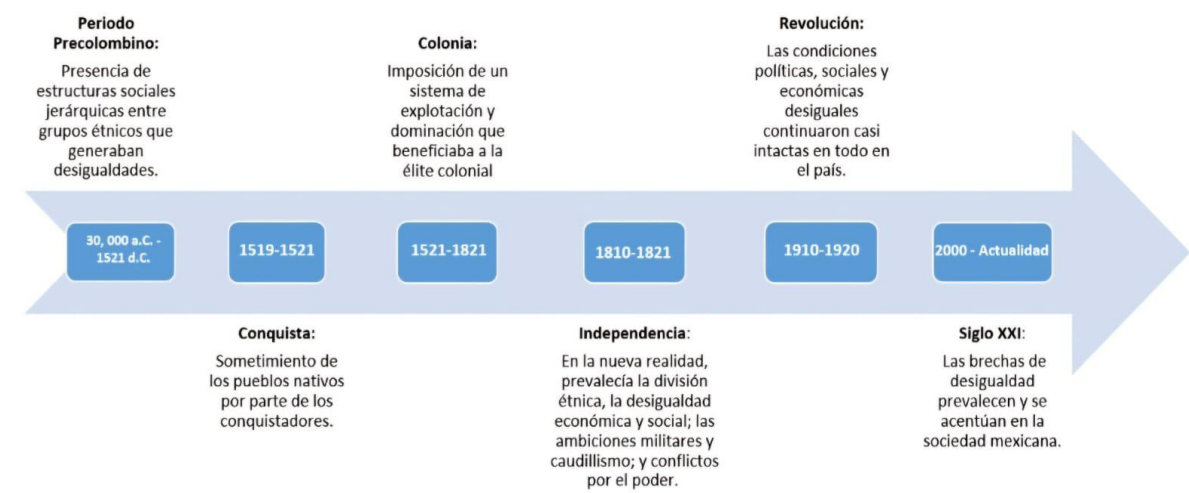 Periodo
Precolombino:
Presencia de
estructuras sociales
jerárquicas entre
grupos étnicos que
generaban
desigualdades.
30, 000 a.C. -
1521 d.C.
Conquista:
Sometimiento de
los pueblos nativos
por parte de los
conquistadores.
1519-1521
Colonia:
Imposición de un
sistema de
explotación y
dominación que
beneficiaba a la
élite colonial
1521-1821
Independencia:
En la nueva realidad,
prevalecía la división
étnica, la desigualdad
económica y social; las
ambiciones militares y
caudillismo; y conflictos
por el poder.
1810-1821
Revolución:
Las condiciones
políticas, sociales y
económicas
desiguales
continuaron casi
intactas en todo en
el país.
1910-1920
Siglo XXI:
Las brechas de
desigualdad
prevalecen y se
acentúan en la
sociedad mexicana.
2000 - Actualidad